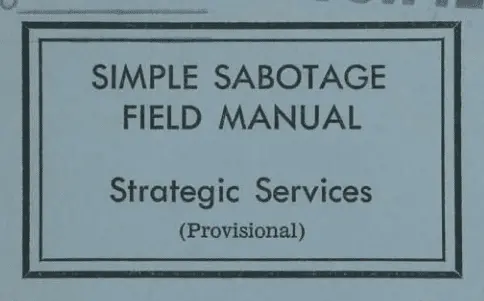 SIMPLE SABOTAGE
FIELD MANUAL
Strategic Services
(Provisional)